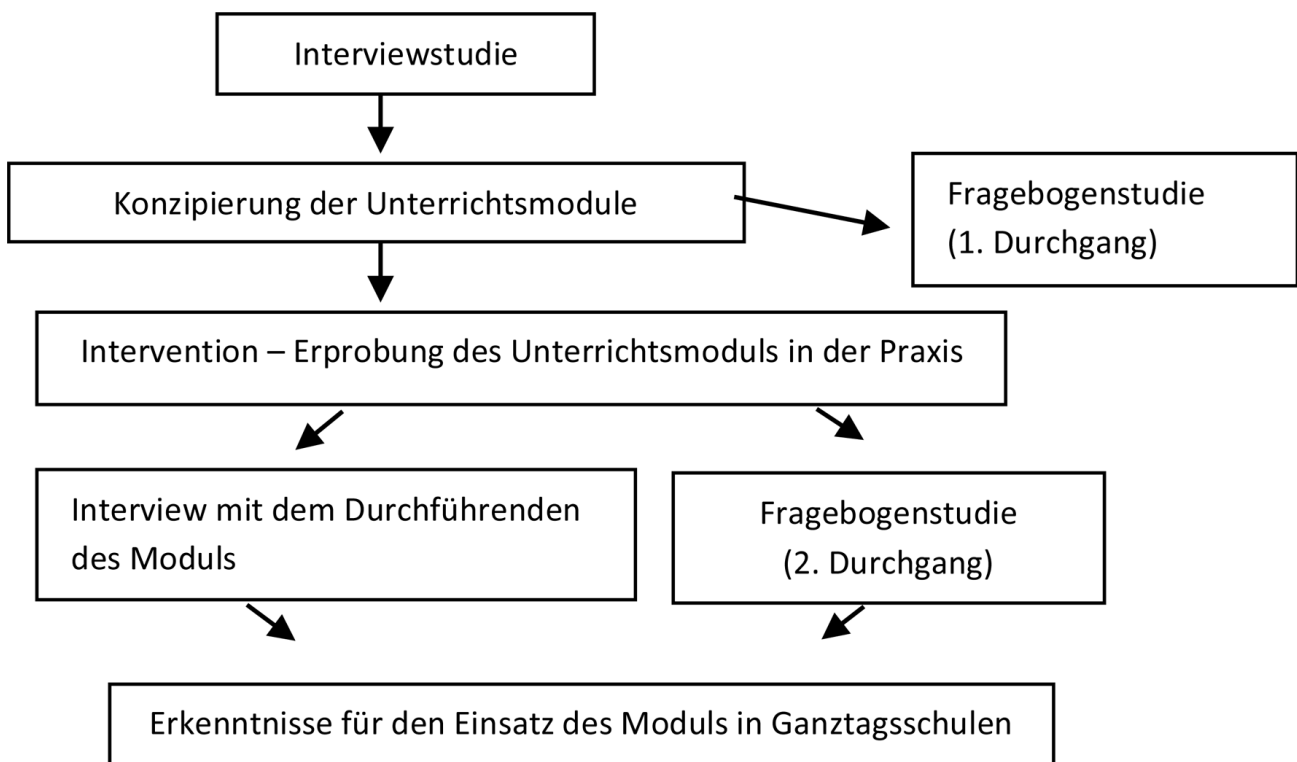 Interviewstudie
Konzipierung der Unterrichtsmodule
Fragebogenstudie
(1. Durchgang)
Intervention – Erprobung des Unterrichtsmoduls in der Praxis
Interview mit dem Durchführenden
des Moduls
Fragebogenstudie
(2. Durchgang)
Erkenntnisse für den Einsatz des Moduls in Ganztagsschulen